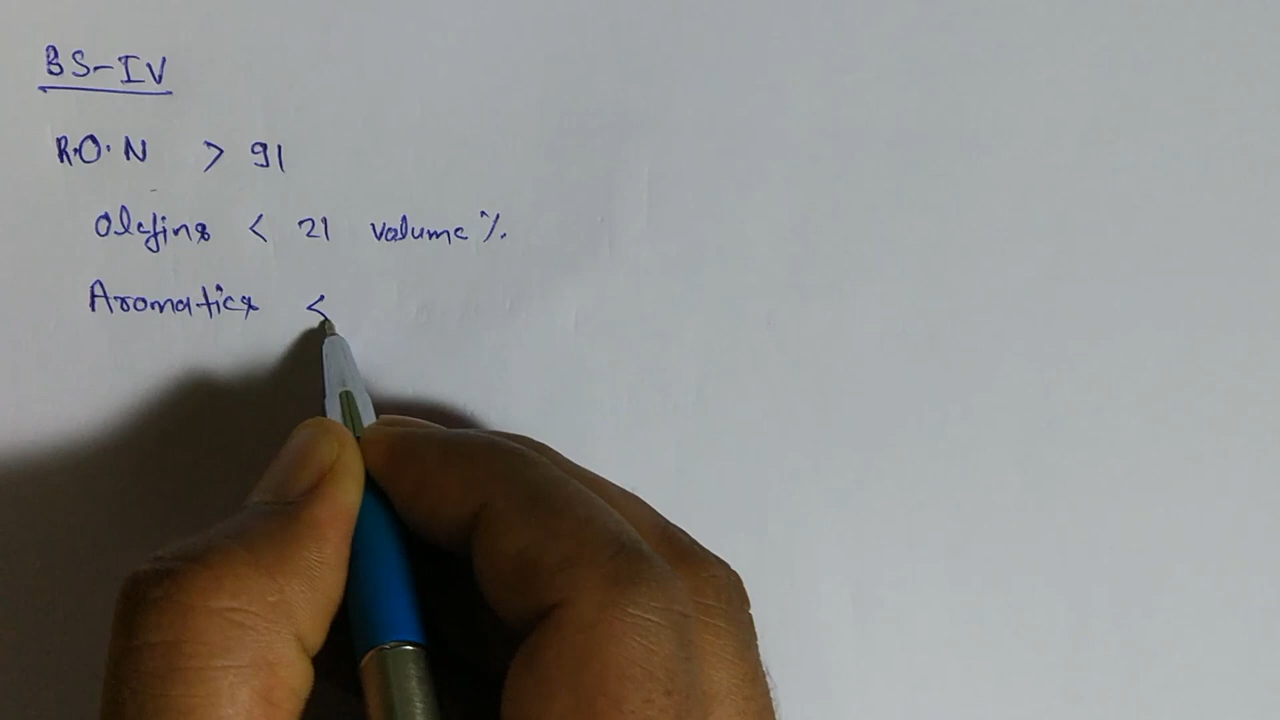 BS-IV
R.O.N > 91
Olefins < 21 volume %.
Aromatics <